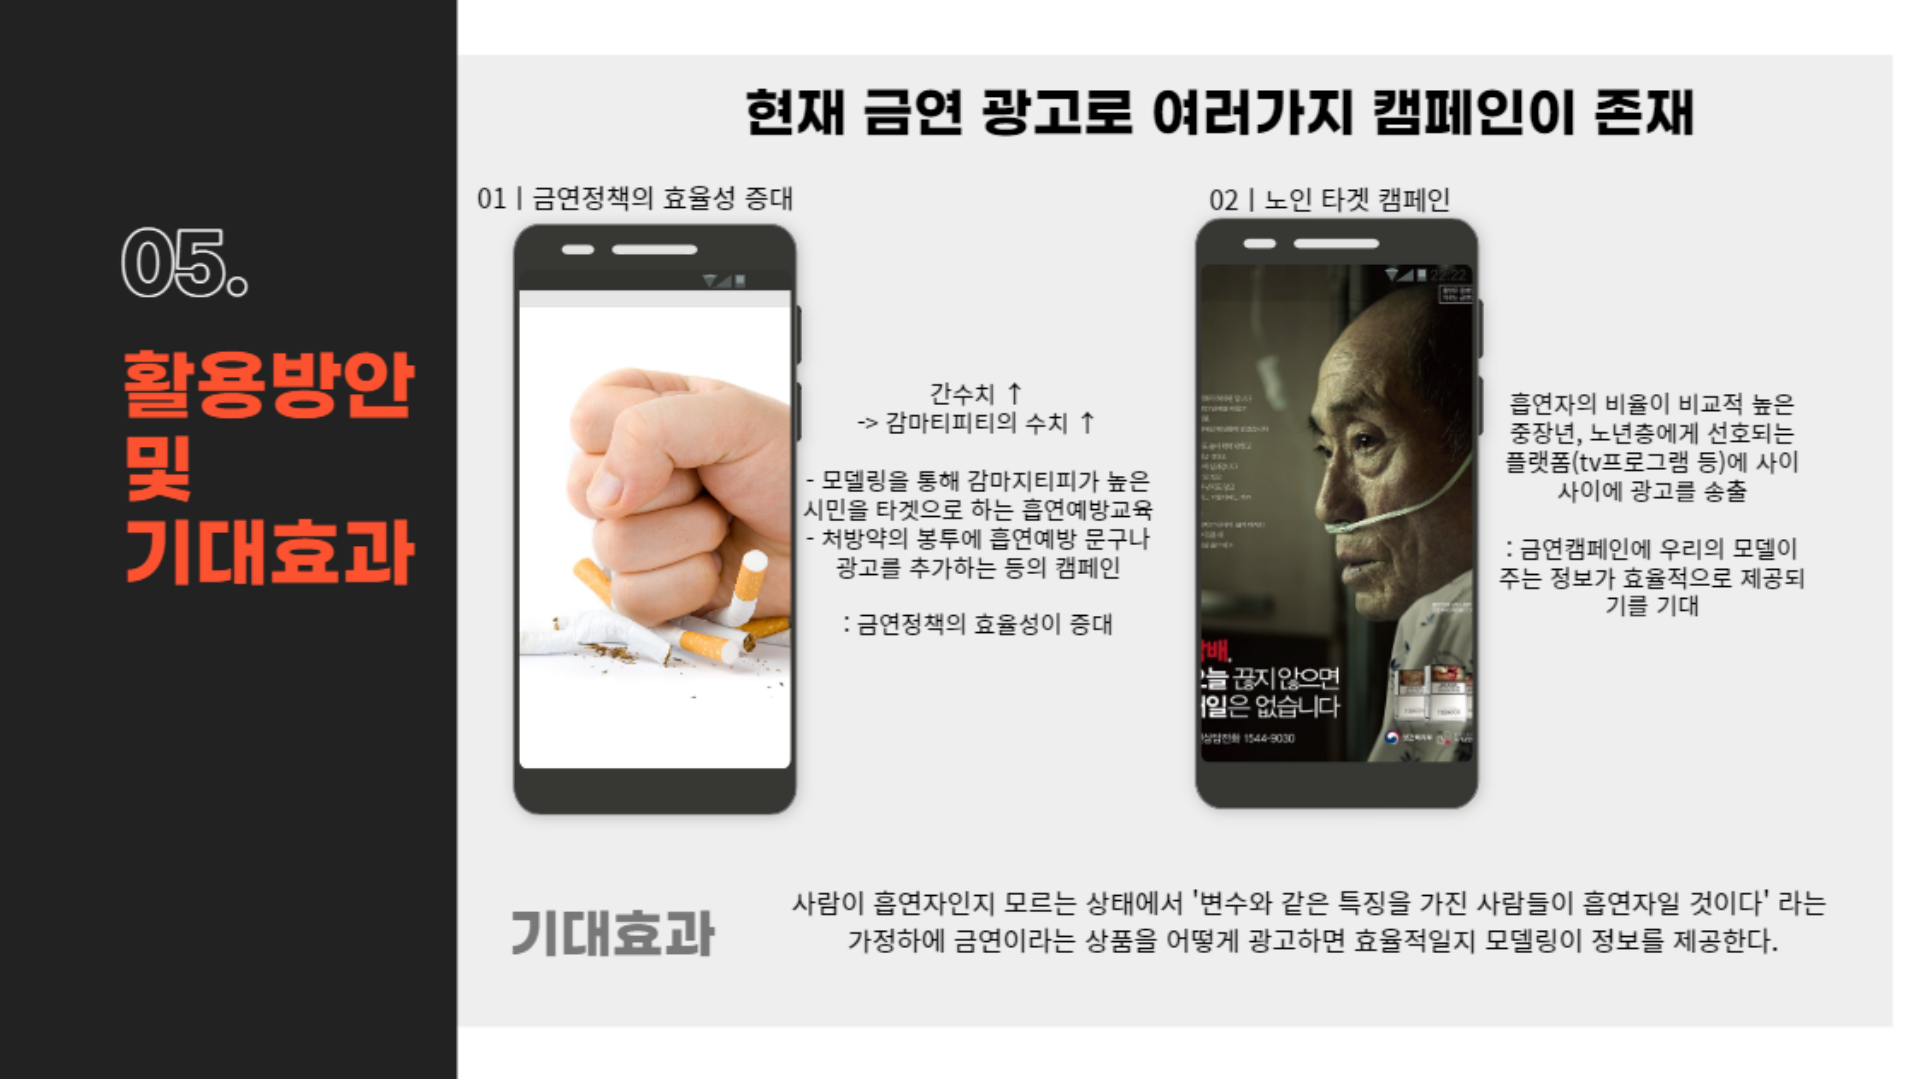 05.
활용방안
및
기대효과
현재 금연 광고로 여러가지 캠페인이 존재
01 | 금연정책의 효율성 증대
간수치 ↑
-> 감마티피티의 수치 ↑
- 모델링을 통해 감마지티피가 높은
시민을 타겟으로 하는 흡연예방교육
- 처방약의 봉투에 흡연예방 문구나
광고를 추가하는 등의 캠페인
: 금연정책의 효율성이 증대
02 | 노인 타겟 캠페인
22:22
끊지 않으면
은 없습니다
상담전화 1544-9030
흡연자의 비율이 비교적 높은
중장년, 노년층에게 선호되는
플랫폼(tv프로그램 등)에 사이
사이에 광고를 송출
: 금연캠페인에 우리의 모델이
주는 정보가 효율적으로 제공되
기를 기대
기대효과
사람이 흡연자인지 모르는 상태에서 '변수와 같은 특징을 가진 사람들이 흡연자일 것이다' 라는
가정하에 금연이라는 상품을 어떻게 광고하면 효율적일지 모델링이 정보를 제공한다.